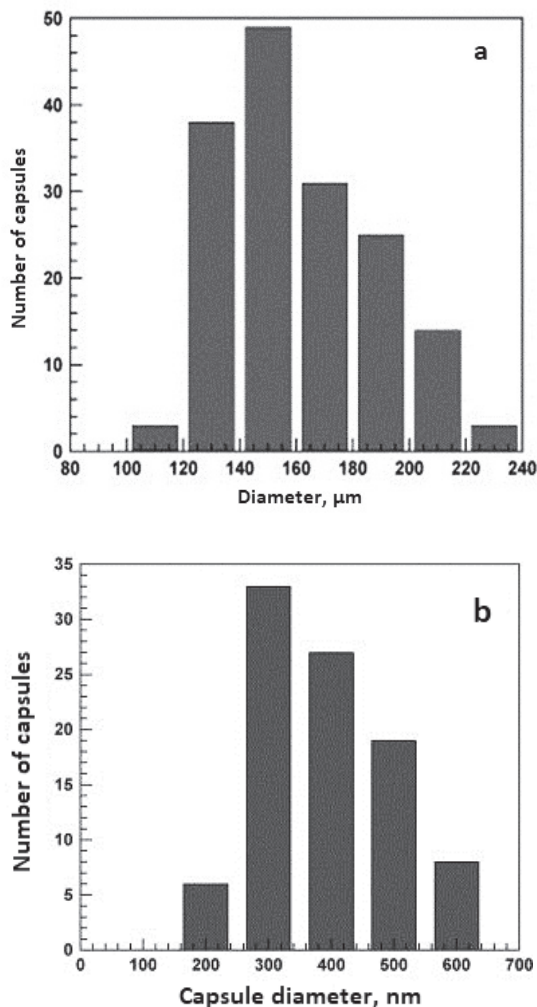 50
40
30
20
10
0
Number of capsules
a
80 100 120 140 160 180 200 220 240
Diameter, μm
35
30
25
20
15
10
5
0
Number of capsules
b
0 100 200 300 400 500 600 700
Capsule diameter, nm